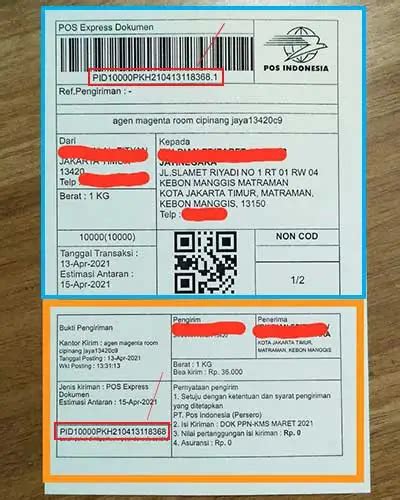 POS Express Dokumen
POS INDONESIA
PID10000PKH210413118368.1
Ref.Pengiriman : -
agen magenta room cipinang jaya13420c9
Dari
JAKARTA TIMUR
13420
Telp :
Berat : 1 KG
Kepada
JATINEGARA
JL.SLAMET RIYADI NO 1 RT 01 RW 04
KEBON MANGGIS MATRAMAN
KOTA JAKARTA TIMUR, MATRAMAN,
KEBON MANGGIS, 13150
Telp :
10000(10000)
Tanggal Transaksi :
13-Apr-2021
Estimasi Antaran :
15-Apr-2021
NON COD
1/2
Bukti Pengiriman
Kantor Kirim : agen magenta room
cipinang jaya13420c9
Tanggal Posting : 13-Apr-2021
Wkt Posting : 13:31:13
Jenis kiriman : POS Express
Dokumen
Estimasi Antaran : 15-Apr-2021
PID10000PKH210413118368
Pengirim
Penerima
KOTA JAKARTA TIMUR,
MATRAMAN, KEBON MANGGIS
Berat : 1 KG
Bea kirim : Rp. 36.000
Pernyataan pengirim
1. Setuju dengan ketentuan dan syarat pengiriman
yang ditetapkan
PT. Pos Indonesia (Persero)
2. Isi Kiriman : DOK PPN-KMS MARET 2021
3. Nilai pertanggungan isi kiriman : Rp. 0
4. Asuransi : Rp. 0